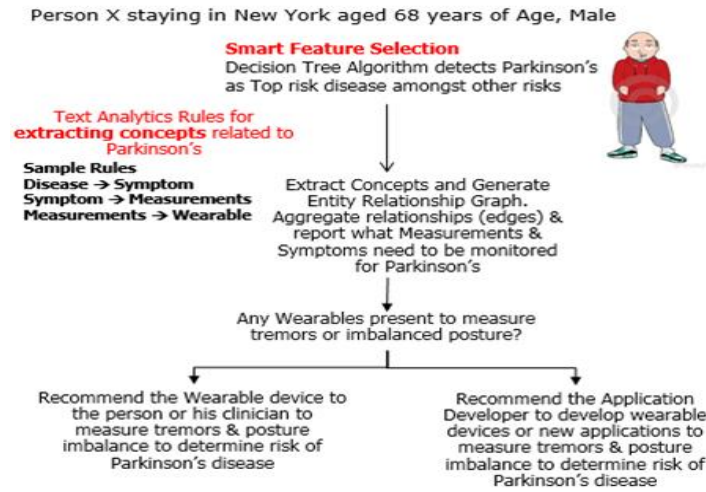 Person X staying in New York aged 68 years of Age, Male
Smart Feature Selection
Decision Tree Algorithm detects Parkinson's
as Top risk disease amongst other risks
Text Analytics Rules for
extracting concepts related to
Parkinson's
Sample Rules
Disease → Symptom
Symptom → Measurements
Measurements → Wearable
Extract Concepts and Generate
Entity Relationship Graph.
Aggregate relationships (edges) &
report what Measurements &
Symptoms need to be monitored
for Parkinson's
Any Wearables present to measure
tremors or imbalanced posture?
Recommend the Wearable device to
the person or his clinician to
measure tremors & posture
imbalance to determine risk of
Parkinson's disease
Recommend the Application
Developer to develop wearable
devices or new applications to
measure tremors & posture
imbalance to determine risk of
Parkinson's disease